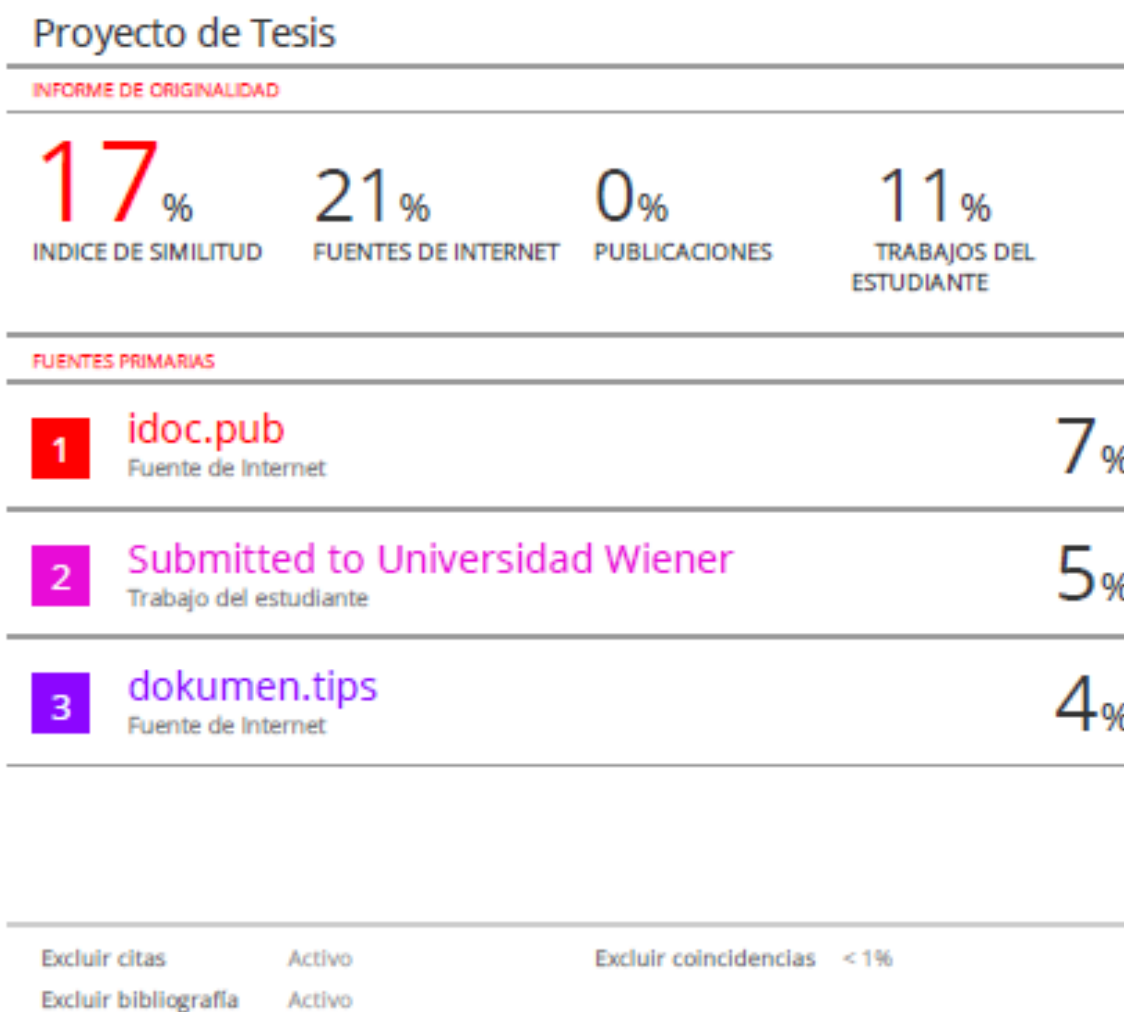 Proyecto de Tesis
INFORME DE ORIGINALIDAD
17% 21% 0% 11%
INDICE DE SIMILITUD FUENTES DE INTERNET PUBLICACIONES TRABAJOS DEL
ESTUDIANTE
FUENTES PRIMARIAS
1 idoc.pub 7%
Fuente de Internet
2 Submitted to Universidad Wiener 5%
Trabajo del estudiante
3 dokumen.tips 4%
Fuente de Internet
Excluir citas Activo Excluir coincidencias < 1%
Excluir bibliografía Activo